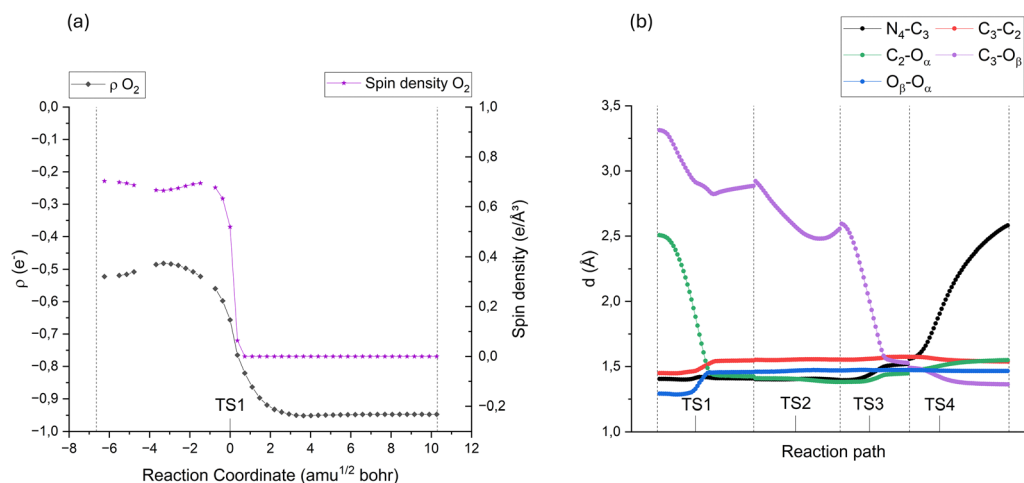 (a)
ρ O₂
Spin density O₂
0,0
−0,1
−0,2
−0,3
−0,4
−0,5
−0,6
−0,7
−0,8
−0,9
−1,0
ρ (e⁻)
1,0
0,8
0,6
0,4
0,2
0,0
−0,2
Spin density (e/Å³)
TS1
−8 −6 −4 −2 0 2 4 6 8 10 12
Reaction Coordinate (amu¹ᐟ² bohr)
(b)
N₄-C₃ C₃-C₂
C₂-Oα C₃-Oᵦ
Oᵦ-Oα
3,5
3,0
2,5
2,0
1,5
1,0
d (Å)
TS1 TS2 TS3 TS4
Reaction path